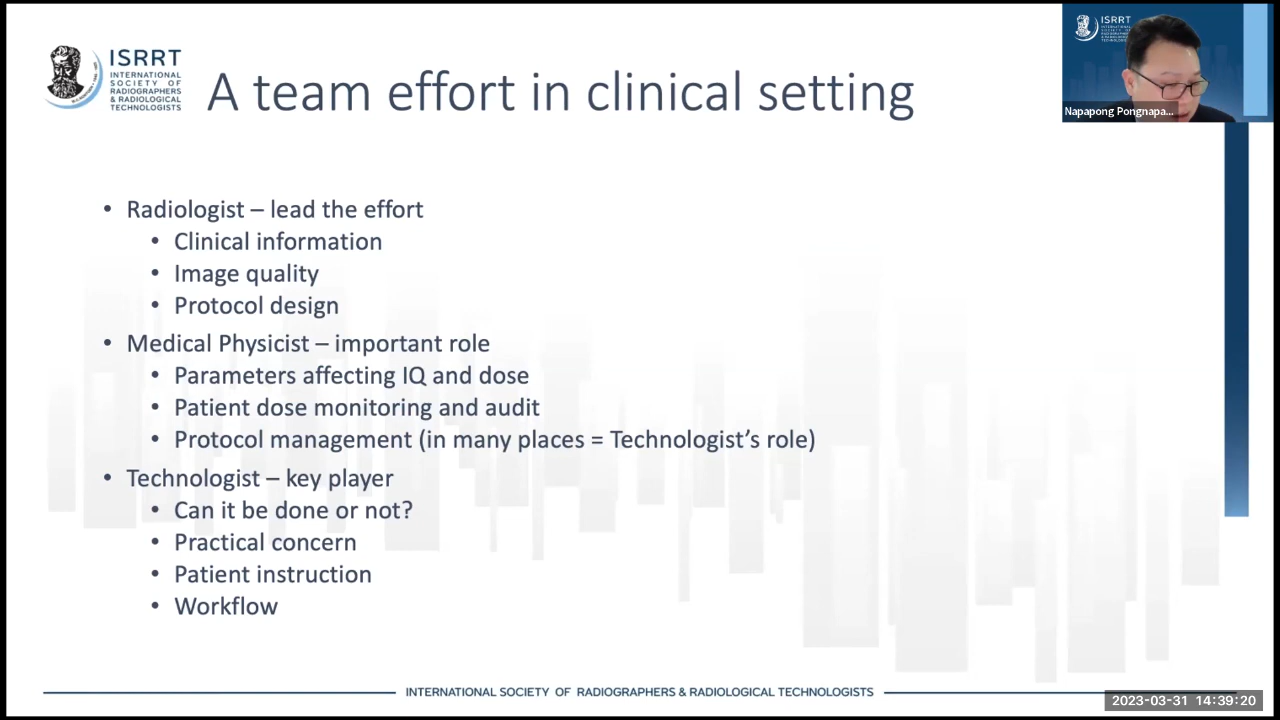 ISRRT
INTERNATIONAL
SOCIETY OF
RADIOGRAPHERS
& RADIOLOGICAL
TECHNOLOGISTS
A team effort in clinical setting
ISRRT
Napapong Pongnapa...
• Radiologist – lead the effort
• Clinical information
• Image quality
• Protocol design
• Medical Physicist – important role
• Parameters affecting IQ and dose
• Patient dose monitoring and audit
• Protocol management (in many places = Technologist’s role)
• Technologist – key player
• Can it be done or not?
• Practical concern
• Patient instruction
• Workflow
INTERNATIONAL SOCIETY OF RADIOGRAPHERS & RADIOLOGICAL TECHNOLOGISTS
2023-03-31 14:39:20